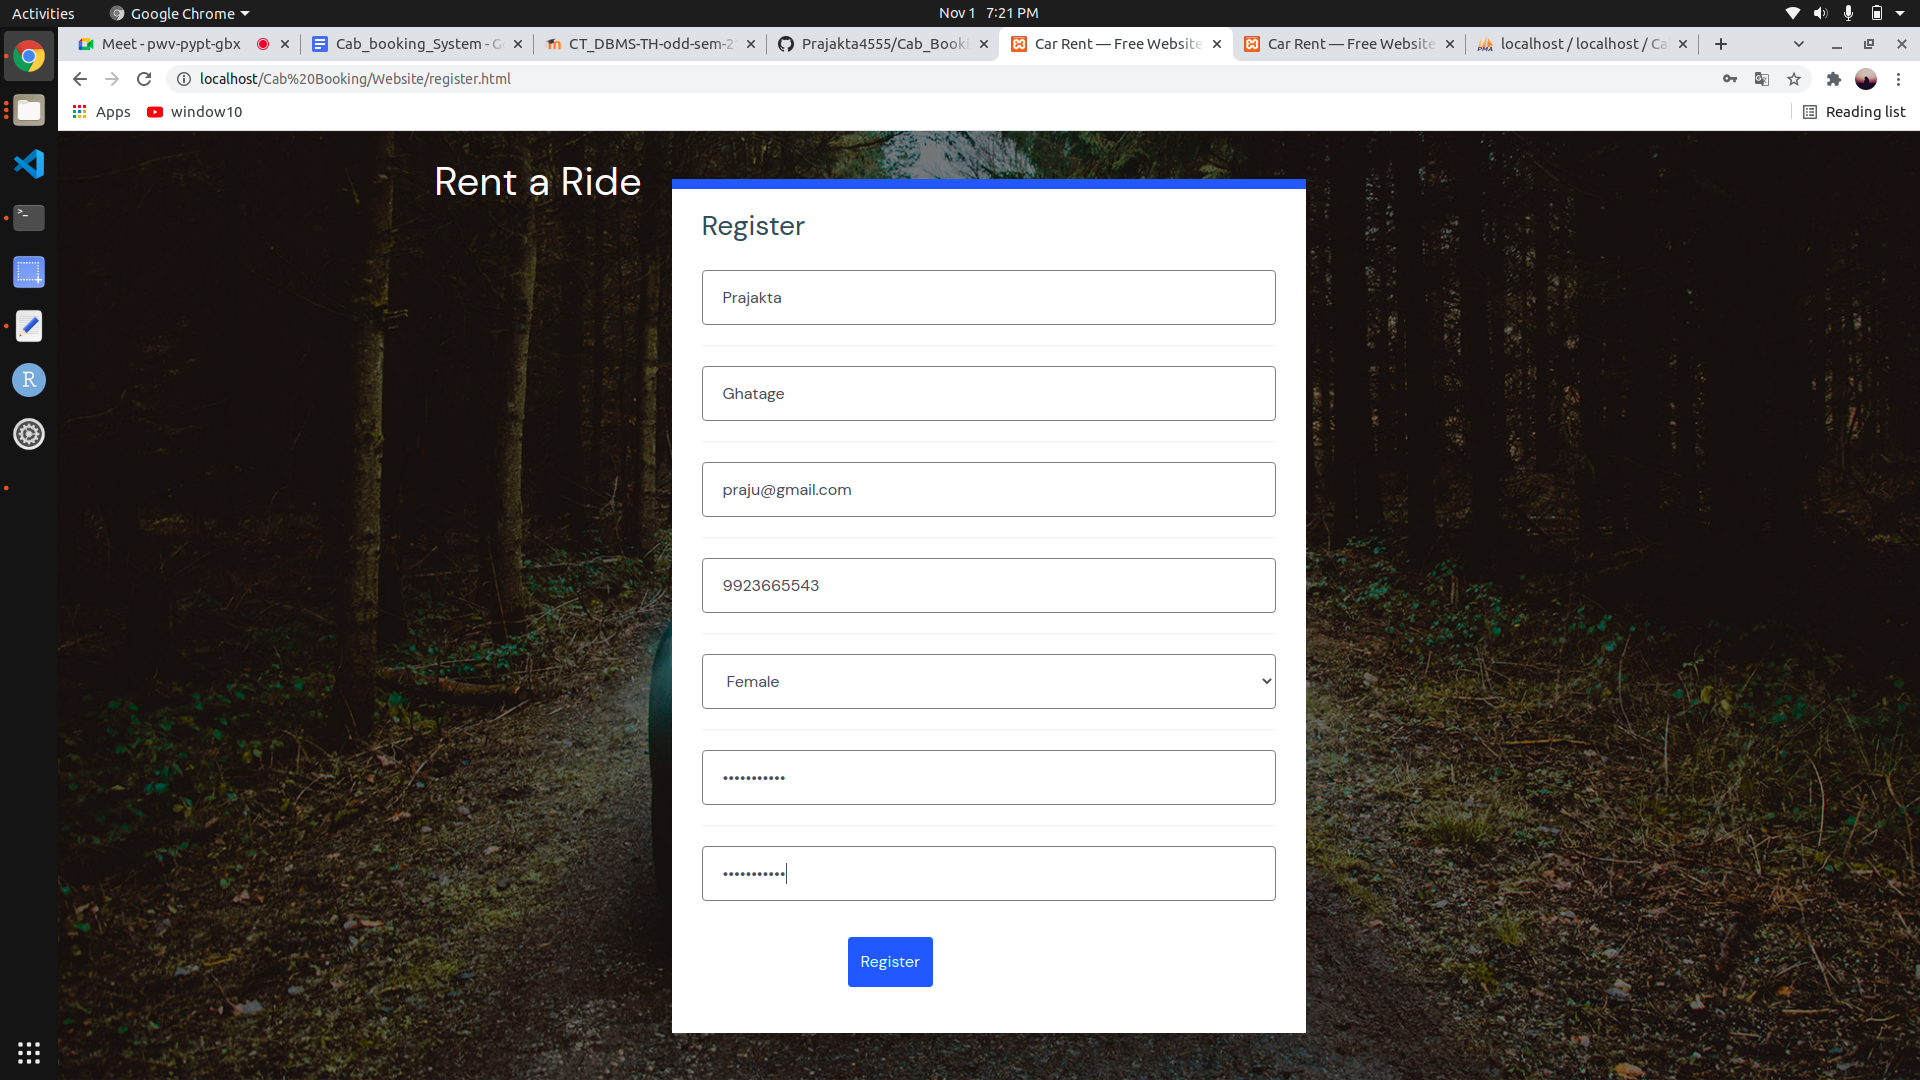 Activities
Google Chrome
Nov 1 7:21 PM
Meet - pwv-pypt-gbx
Cab_booking_System - G
CT_DBMS-TH-odd-sem-2
Prajakta4555/Cab_Booki
Car Rent — Free Website
Car Rent — Free Website
localhost / localhost / Ca
localhost/Cab%20Booking/Website/register.html
Apps
window10
Reading list
Rent a Ride
Register
Prajakta
Ghatage
praju@gmail.com
9923665543
Female
•••••••••••
•••••••••••
Register